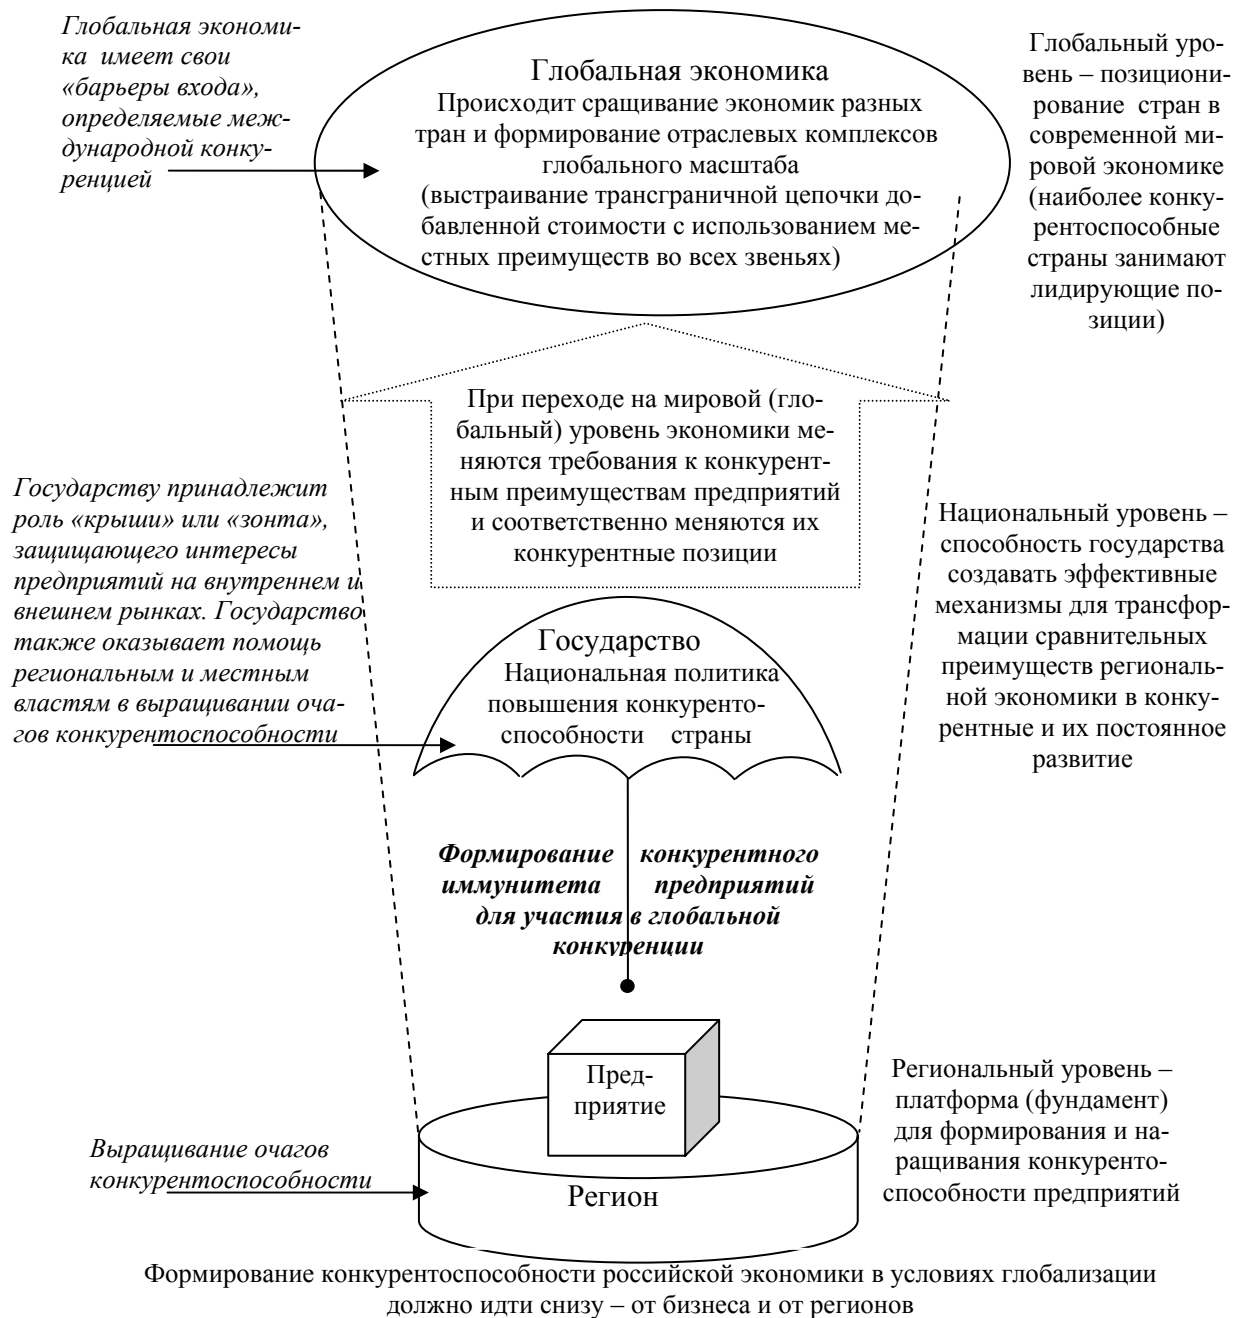 Глобальная экономи-
ка имеет свои
«барьеры входа»,
определяемые меж-
дународной конку-
ренцией
Глобальная экономика
Происходит сращивание экономик разных
тран и формирование отраслевых комплексов
глобального масштаба
(выстраивание трансграничной цепочки до-
бавленной стоимости с использованием ме-
стных преимуществ во всех звеньях)
Глобальный уро-
вень – позициони-
рование стран в
современной ми-
ровой экономике
(наиболее конку-
рентоспособные
страны занимают
лидирующие по-
зиции)
При переходе на мировой (гло-
бальный) уровень экономики ме-
няются требования к конкурент-
ным преимуществам предприятий
и соответственно меняются их
конкурентные позиции
Государству принадлежит
роль «крыши» или «зонта»,
защищающего интересы
предприятий на внутреннем и
внешнем рынках. Государство
также оказывает помощь
региональным и местным
властям в выращивании оча-
гов конкурентоспособности
Государство
Национальная политика
повышения конкуренто-
способности страны
Национальный уровень –
способность государства
создавать эффективные
механизмы для трансфор-
мации сравнительных
преимуществ региональ-
ной экономики в конку-
рентные и их постоянное
развитие
Формирование конкурентного
иммунитета предприятий
для участия в глобальной
конкуренции
Пред-
приятие
Регион
Выращивание очагов
конкурентоспособности
Региональный уровень –
платформа (фундамент)
для формирования и на-
ращивания конкуренто-
способности предприятий
Формирование конкурентоспособности российской экономики в условиях глобализации
должно идти снизу – от бизнеса и от регионов